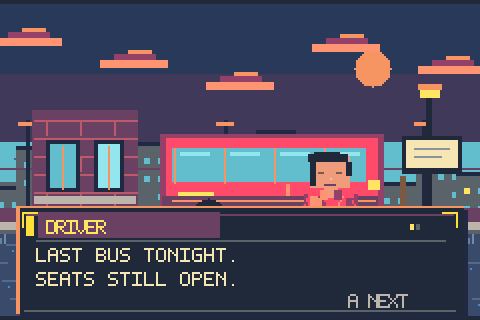 DRIVER
LAST BUS TONIGHT.
SEATS STILL OPEN.
A NEXT